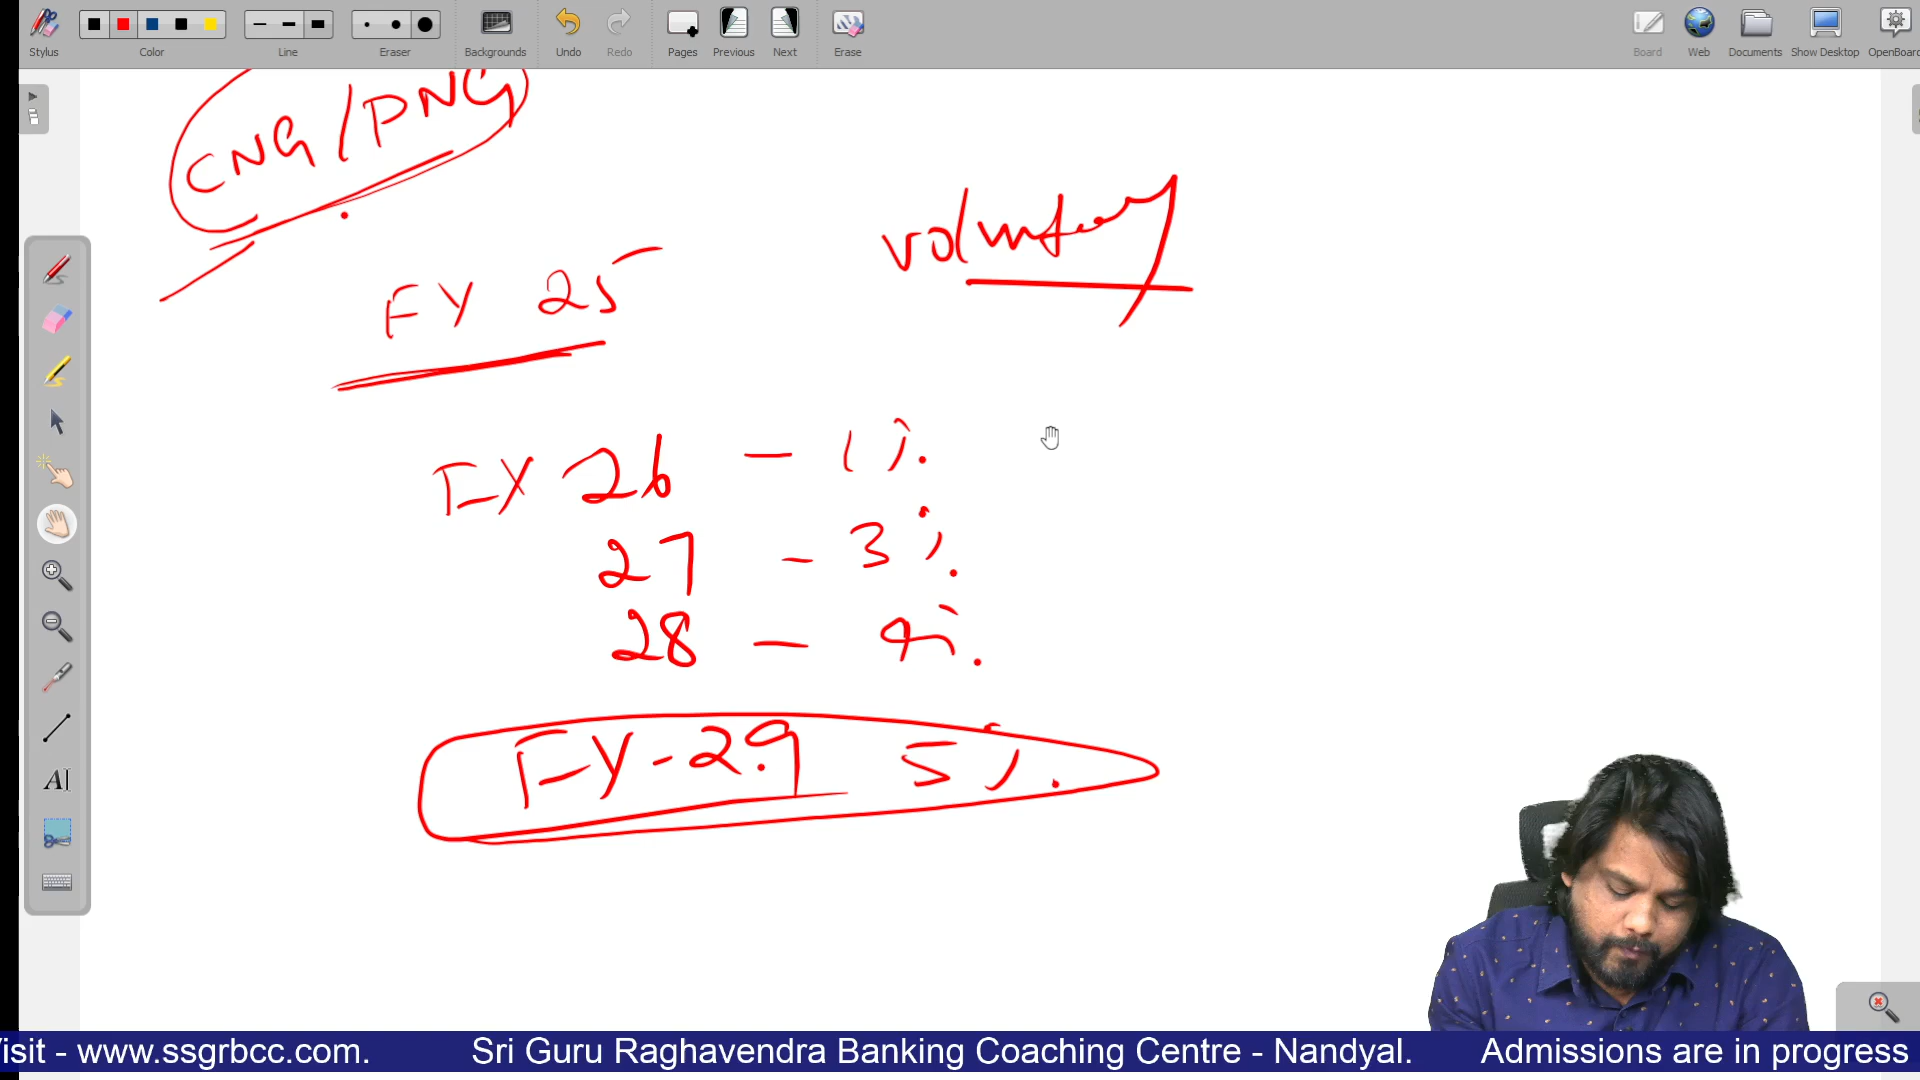 Stylus Color Line Eraser Backgrounds Undo Redo Pages Previous Next Erase Board Web Documents Show Desktop OpenBoar
CNG/PNG
voluntary
FY 25
FY 26 - 1%
27 - 3%
28 - 4%
FY-29 5%
AI
isit - www.ssgrbcc.com. Sri Guru Raghavendra Banking Coaching Centre - Nandyal. Admissions are in progress